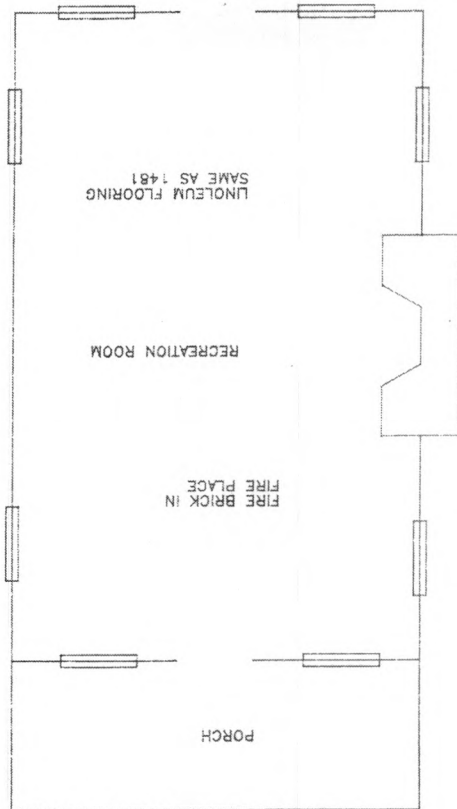 PORCH
FIRE BRICK IN
FIRE PLACE
RECREATION ROOM
LINOLEUM FLOORING
SAME AS 1481